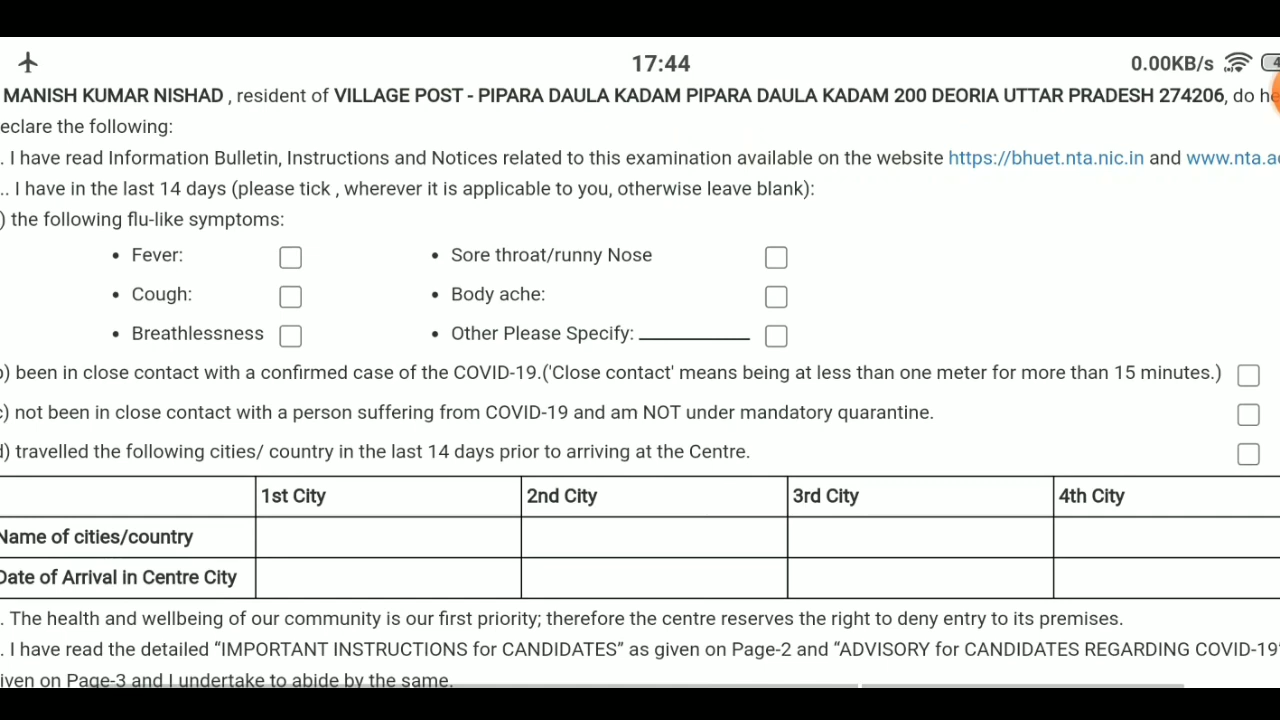 17:44 0.00KB/s 4
MANISH KUMAR NISHAD , resident of VILLAGE POST - PIPARA DAULA KADAM PIPARA DAULA KADAM 200 DEORIA UTTAR PRADESH 274206, do he
eclare the following:
. I have read Information Bulletin, Instructions and Notices related to this examination available on the website https://bhuet.nta.nic.in and www.nta.a
.. I have in the last 14 days (please tick , wherever it is applicable to you, otherwise leave blank):
) the following flu-like symptoms:
• Fever: • Sore throat/runny Nose
• Cough: • Body ache:
• Breathlessness • Other Please Specify: __________
) been in close contact with a confirmed case of the COVID-19.('Close contact' means being at less than one meter for more than 15 minutes.)
) not been in close contact with a person suffering from COVID-19 and am NOT under mandatory quarantine.
) travelled the following cities/ country in the last 14 days prior to arriving at the Centre.
1st City 2nd City 3rd City 4th City
Name of cities/country
Date of Arrival in Centre City
. The health and wellbeing of our community is our first priority; therefore the centre reserves the right to deny entry to its premises.
. I have read the detailed “IMPORTANT INSTRUCTIONS for CANDIDATES” as given on Page-2 and “ADVISORY for CANDIDATES REGARDING COVID-19”
iven on Page-3 and I undertake to abide by the same.